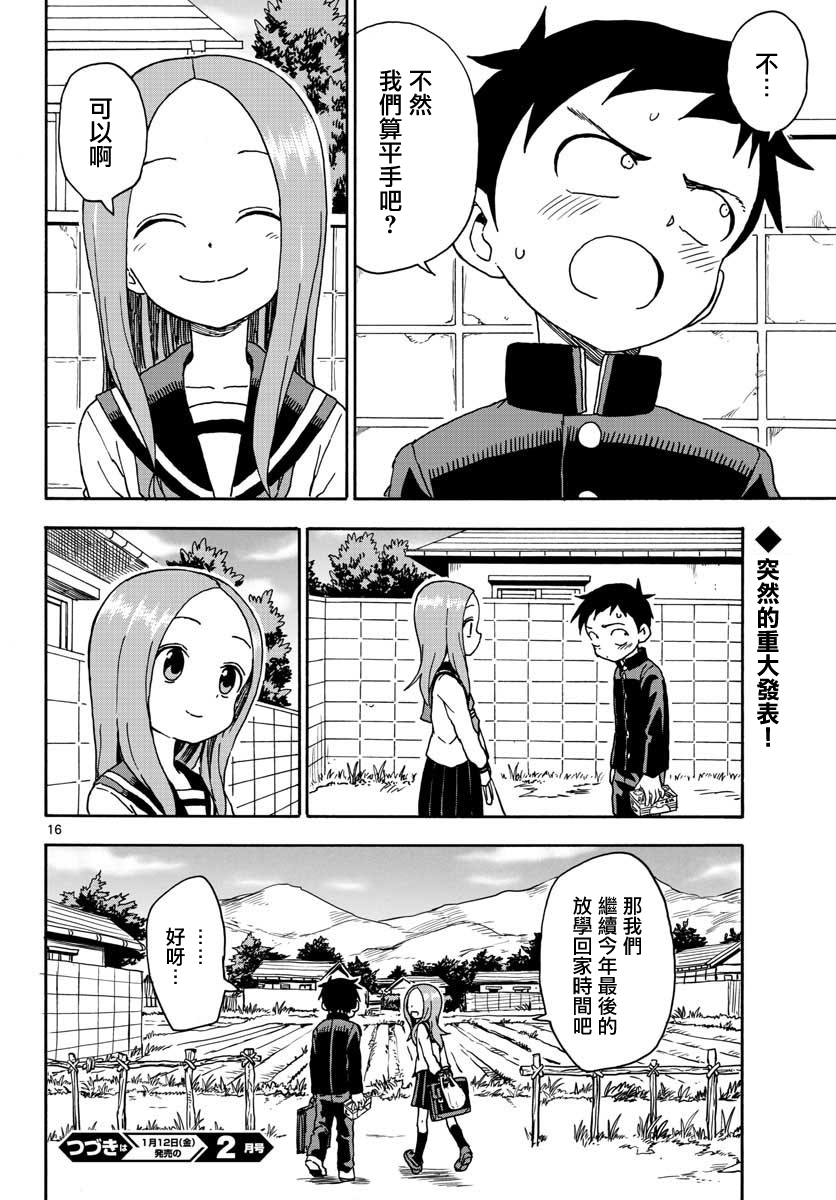 不…
不然
我們算平手吧？
可以啊
◆突然的重大發表！
16
那我們
繼續今年最後的
放學回家時間吧
……
好呀…
つづきは
1月12日(金)
発売の
2月号